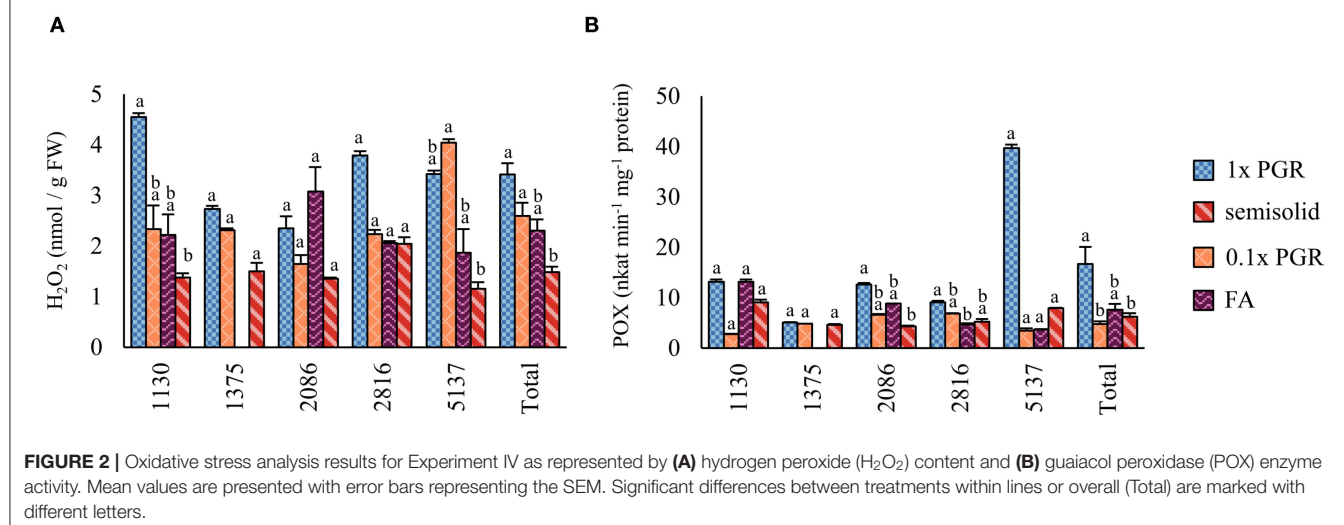 A
B
H₂O₂ (nmol / g FW)
5
4
3
2
1
0
a
b
a
b
a
b
a
a
a
a
a
a
a
a
a
a
a
b
a
a
b
a
b
a
a
b
a
b
1130
1375
2086
2816
5137
Total
POX (nkat min⁻¹ mg⁻¹ protein)
50
40
30
20
10
0
a
a
a
a
a
a
a
a
b
a
b
a
b
a
b
a
b
b
a
a
a a
a
a
b
b
a
b
1130
1375
2086
2816
5137
Total
1x PGR
semisolid
0.1x PGR
FA
FIGURE 2 | Oxidative stress analysis results for Experiment IV as represented by (A) hydrogen peroxide (H₂O₂) content and (B) guaiacol peroxidase (POX) enzyme
activity. Mean values are presented with error bars representing the SEM. Significant differences between treatments within lines or overall (Total) are marked with
different letters.